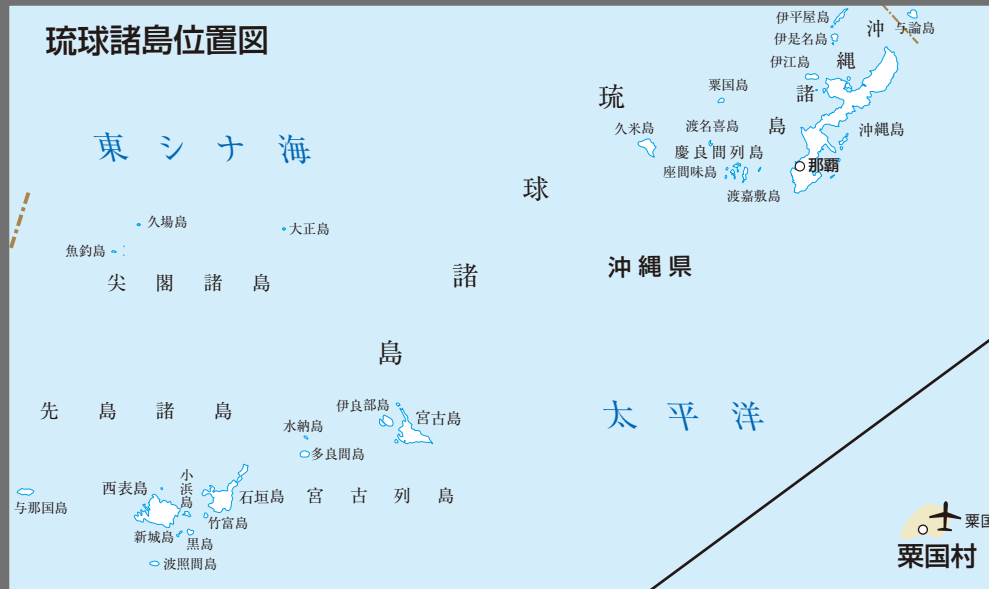 琉球諸島位置図
伊平屋島
伊是名島
伊江島
与論島
沖縄諸島
粟国島
渡名喜島
久米島
慶良間列島
座間味島
渡嘉敷島
沖縄島
那覇
琉球諸島
東シナ海
久場島
大正島
魚釣島
尖閣諸島
沖縄県
太平洋
先島諸島
伊良部島
宮古島
水納島
多良間島
宮古列島
小浜島
西表島
石垣島
竹富島
与那国島
新城島
黒島
波照間島
粟国
粟国村